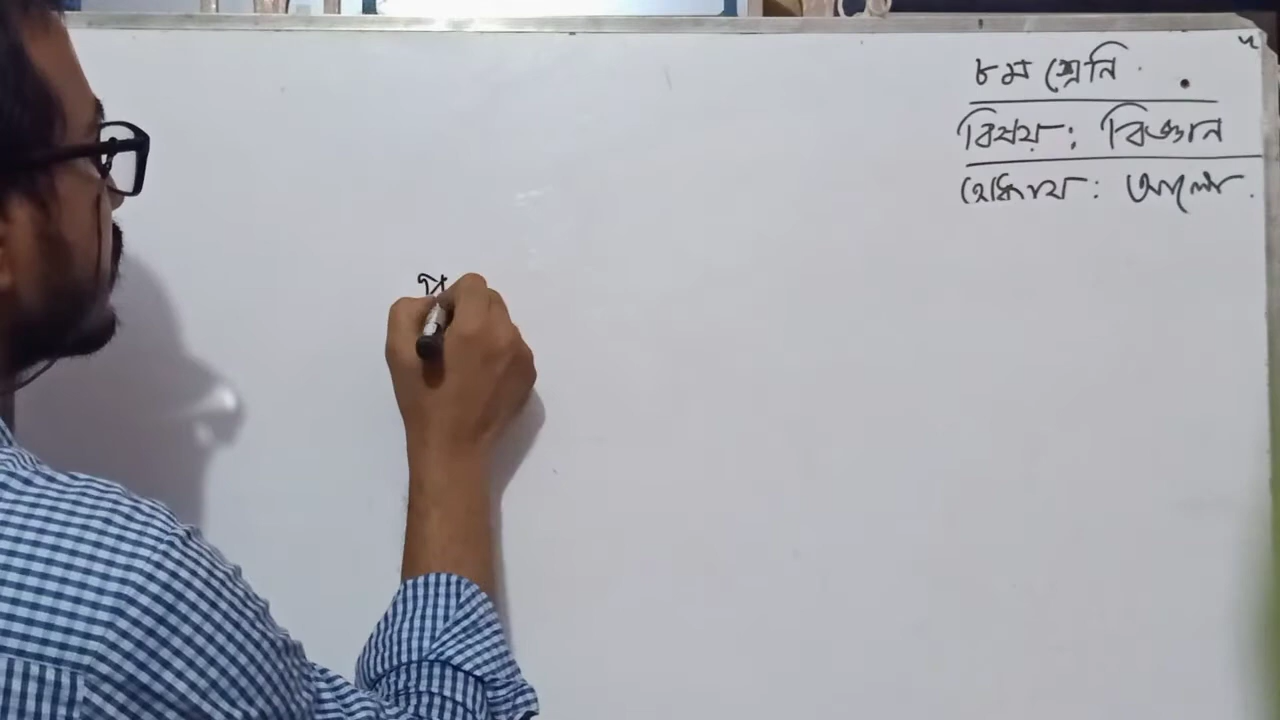 ৮ম শ্রেনি
বিষয় : বিজ্ঞান
অধ্যায় : আলো